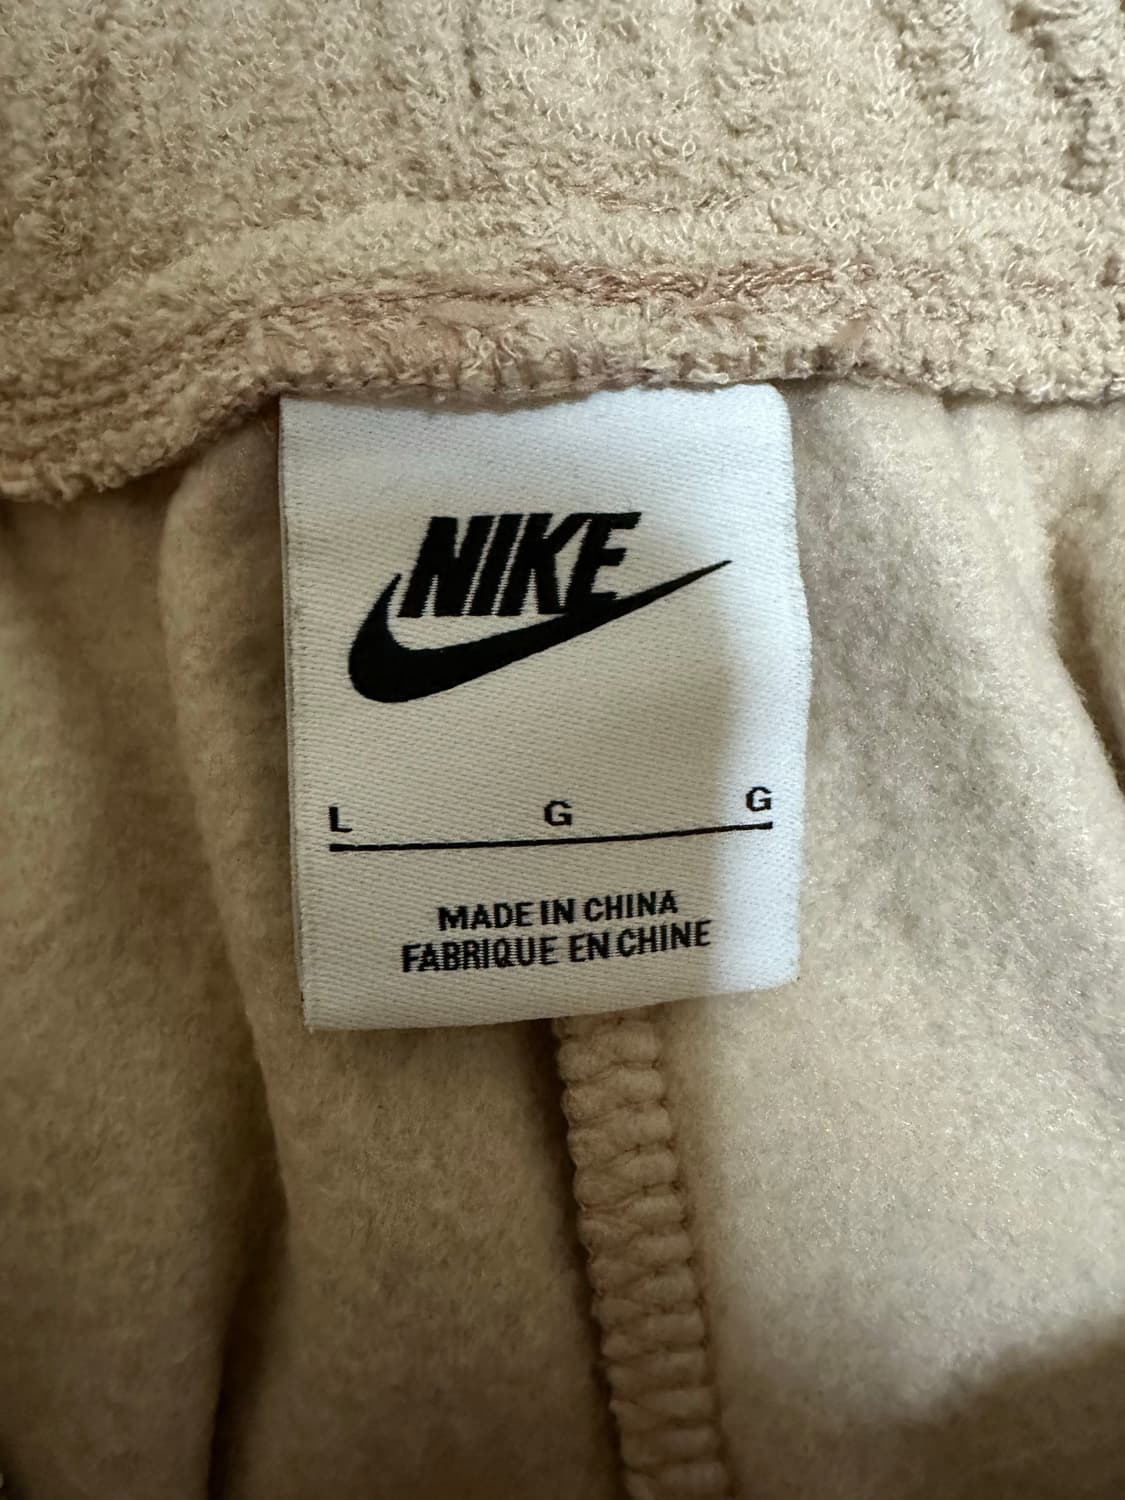 NIKE
L G G
MADE IN CHINA
FABRIQUE EN CHINE